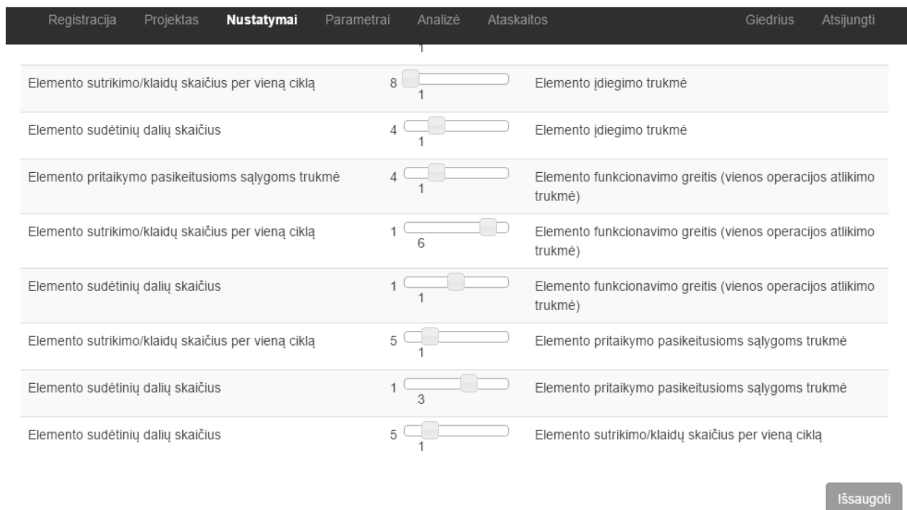 Registracija Projektas Nustatymai Parametrai Analizė Ataskaitos Giedrius Atsijungti
1
Elemento sutrikimo/klaidų skaičius per vieną ciklą 8 Elemento įdiegimo trukmė
1
Elemento sudėtinių dalių skaičius 4 Elemento įdiegimo trukmė
1
Elemento pritaikymo pasikeitusioms sąlygoms trukmė 4 Elemento funkcionavimo greitis (vienos operacijos atlikimo
1 trukmė)
Elemento sutrikimo/klaidų skaičius per vieną ciklą 1 Elemento funkcionavimo greitis (vienos operacijos atlikimo
6 trukmė)
Elemento sudėtinių dalių skaičius 1 Elemento funkcionavimo greitis (vienos operacijos atlikimo
1 trukmė)
Elemento sutrikimo/klaidų skaičius per vieną ciklą 5 Elemento pritaikymo pasikeitusioms sąlygoms trukmė
1
Elemento sudėtinių dalių skaičius 1 Elemento pritaikymo pasikeitusioms sąlygoms trukmė
3
Elemento sudėtinių dalių skaičius 5 Elemento sutrikimo/klaidų skaičius per vieną ciklą
1
Išsaugoti